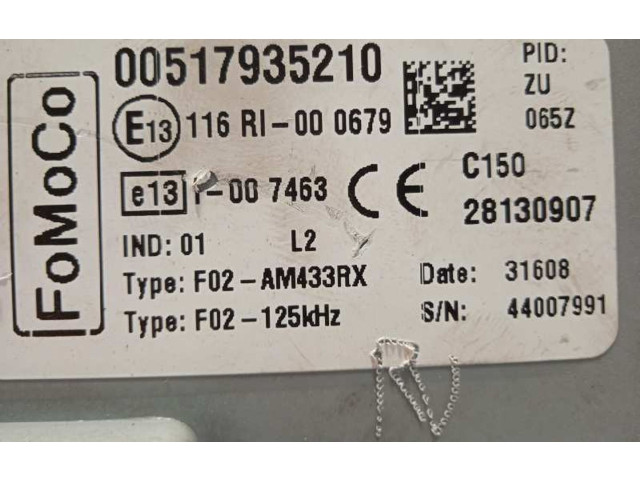 FoMoCo
00517935210
PID:
ZU
065Z
E13 116 RI-00 0679
e13 -00 7463
CE
C150
28130907
IND: 01 L2
Type: F02-AM433RX
Date: 31608
Type: F02-125kHz
S/N: 44007991